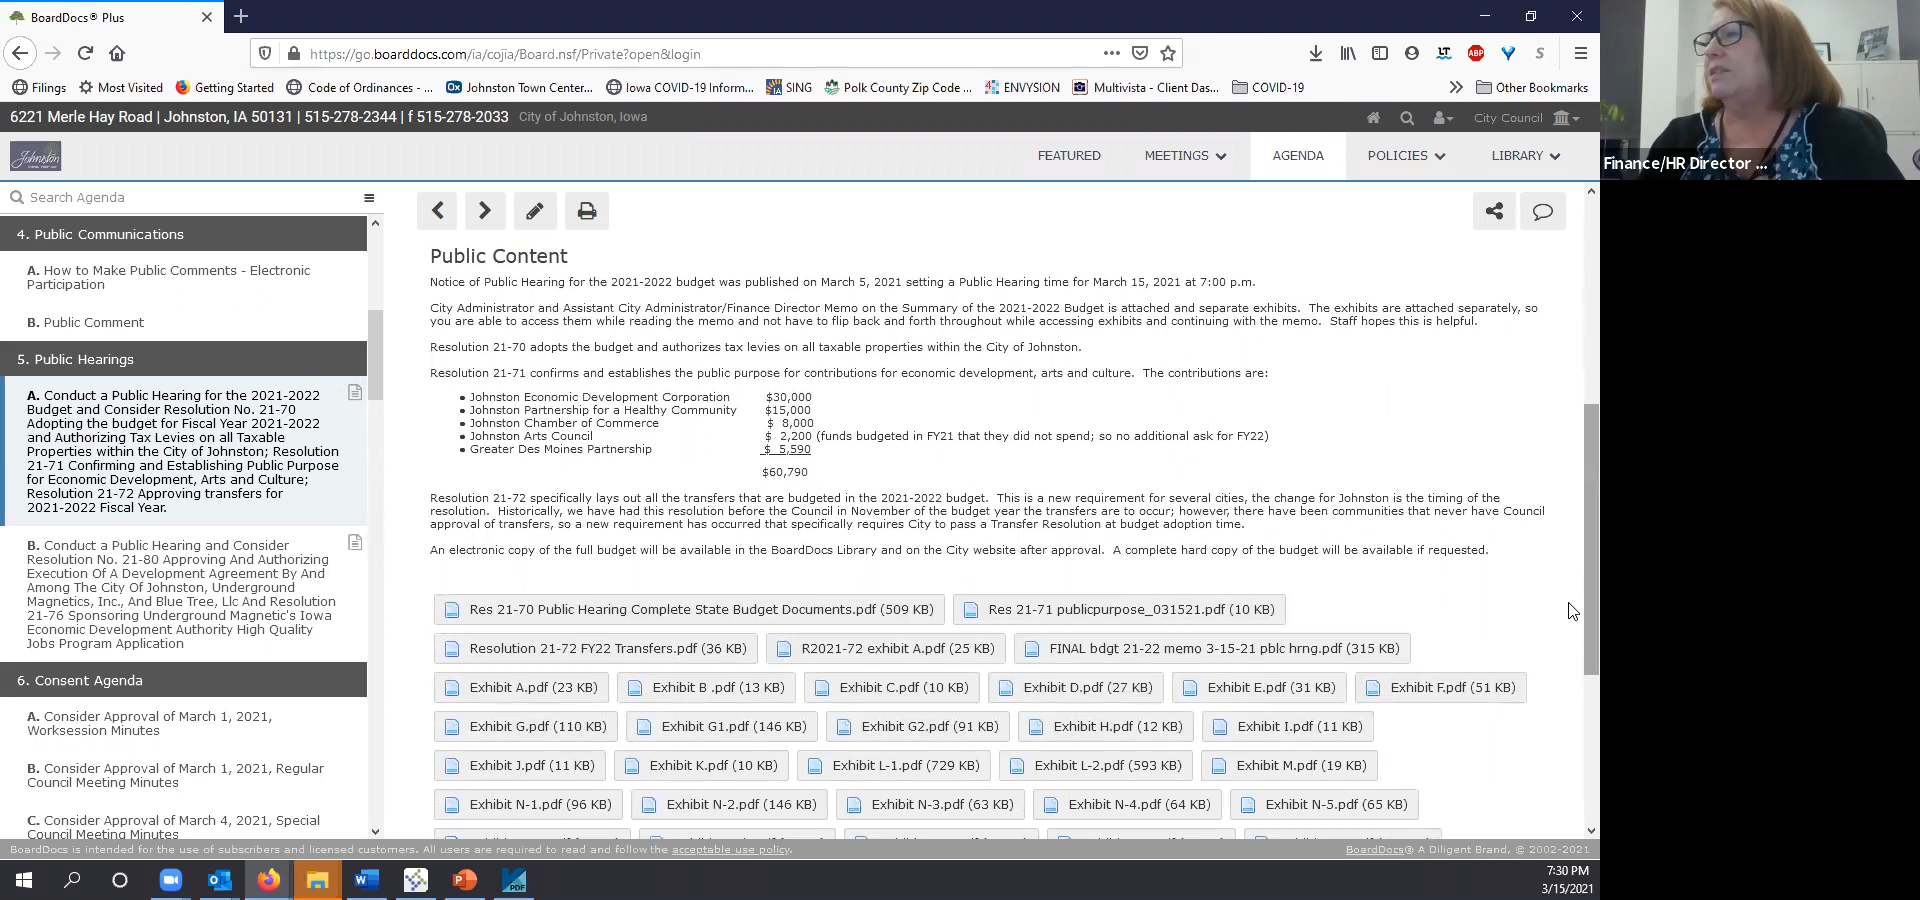 BoardDocs® Plus
https://go.boarddocs.com/ia/cojia/Board.nsf/Private?open&login
Filings
Most Visited
Getting Started
Code of Ordinances - ...
Johnston Town Center...
Iowa COVID-19 Inform...
SING
Polk County Zip Code ...
ENVYSION
Multivista - Client Das...
COVID-19
Other Bookmarks
6221 Merle Hay Road | Johnston, IA 50131 | 515-278-2344 | f 515-278-2033 City of Johnston, Iowa
City Council
Johnston
FEATURED
MEETINGS
AGENDA
POLICIES
LIBRARY
Finance/HR Director ...
Search Agenda
4. Public Communications
A. How to Make Public Comments - Electronic
Participation
B. Public Comment
5. Public Hearings
A. Conduct a Public Hearing for the 2021-2022
Budget and Consider Resolution No. 21-70
Adopting the budget for Fiscal Year 2021-2022
and Authorizing Tax Levies on all Taxable
Properties within the City of Johnston; Resolution
21-71 Confirming and Establishing Public Purpose
for Economic Development, Arts and Culture;
Resolution 21-72 Approving transfers for
2021-2022 Fiscal Year.
B. Conduct a Public Hearing and Consider
Resolution No. 21-80 Approving And Authorizing
Execution Of A Development Agreement By And
Among The City Of Johnston, Underground
Magnetics, Inc., And Blue Tree, Llc And Resolution
21-76 Sponsoring Underground Magnetic's Iowa
Economic Development Authority High Quality
Jobs Program Application
6. Consent Agenda
A. Consider Approval of March 1, 2021,
Worksession Minutes
B. Consider Approval of March 1, 2021, Regular
Council Meeting Minutes
C. Consider Approval of March 4, 2021, Special
Council Meeting Minutes
Public Content
Notice of Public Hearing for the 2021-2022 budget was published on March 5, 2021 setting a Public Hearing time for March 15, 2021 at 7:00 p.m.
City Administrator and Assistant City Administrator/Finance Director Memo on the Summary of the 2021-2022 Budget is attached and separate exhibits. The exhibits are attached separately, so
you are able to access them while reading the memo and not have to flip back and forth throughout while accessing exhibits and continuing with the memo. Staff hopes this is helpful.
Resolution 21-70 adopts the budget and authorizes tax levies on all taxable properties within the City of Johnston.
Resolution 21-71 confirms and establishes the public purpose for contributions for economic development, arts and culture. The contributions are:
• Johnston Economic Development Corporation $30,000
• Johnston Partnership for a Healthy Community $15,000
• Johnston Chamber of Commerce $ 8,000
• Johnston Arts Council $ 2,200 (funds budgeted in FY21 that they did not spend; so no additional ask for FY22)
• Greater Des Moines Partnership $ 5,590
$60,790
Resolution 21-72 specifically lays out all the transfers that are budgeted in the 2021-2022 budget. This is a new requirement for several cities, the change for Johnston is the timing of the
resolution. Historically, we have had this resolution before the Council in November of the budget year the transfers are to occur; however, there have been communities that never have Council
approval of transfers, so a new requirement has occurred that specifically requires City to pass a Transfer Resolution at budget adoption time.
An electronic copy of the full budget will be available in the BoardDocs Library and on the City website after approval. A complete hard copy of the budget will be available if requested.
Res 21-70 Public Hearing Complete State Budget Documents.pdf (509 KB)
Res 21-71 publicpurpose_031521.pdf (10 KB)
Resolution 21-72 FY22 Transfers.pdf (36 KB)
R2021-72 exhibit A.pdf (25 KB)
FINAL bdgt 21-22 memo 3-15-21 pblc hrng.pdf (315 KB)
Exhibit A.pdf (23 KB)
Exhibit B .pdf (13 KB)
Exhibit C.pdf (10 KB)
Exhibit D.pdf (27 KB)
Exhibit E.pdf (31 KB)
Exhibit F.pdf (51 KB)
Exhibit G.pdf (110 KB)
Exhibit G1.pdf (146 KB)
Exhibit G2.pdf (91 KB)
Exhibit H.pdf (12 KB)
Exhibit I.pdf (11 KB)
Exhibit J.pdf (11 KB)
Exhibit K.pdf (10 KB)
Exhibit L-1.pdf (729 KB)
Exhibit L-2.pdf (593 KB)
Exhibit M.pdf (19 KB)
Exhibit N-1.pdf (96 KB)
Exhibit N-2.pdf (146 KB)
Exhibit N-3.pdf (63 KB)
Exhibit N-4.pdf (64 KB)
Exhibit N-5.pdf (65 KB)
BoardDocs is intended for the use of subscribers and licensed customers. All users are required to read and follow the acceptable use policy.
BoardDocs® A Diligent Brand, © 2002-2021
7:30 PM
3/15/2021